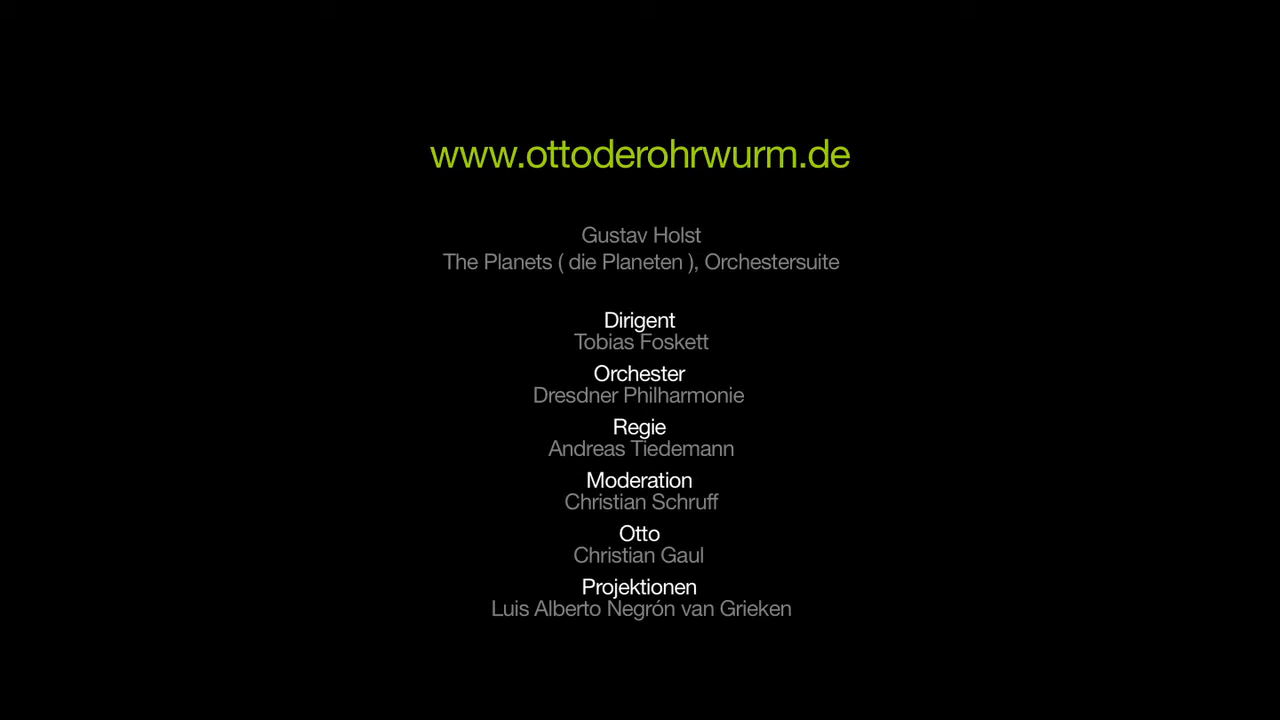 www.ottoderohrwurm.de
Gustav Holst
The Planets ( die Planeten ), Orchestersuite
Dirigent
Tobias Foskett
Orchester
Dresdner Philharmonie
Regie
Andreas Tiedemann
Moderation
Christian Schruff
Otto
Christian Gaul
Projektionen
Luis Alberto Negrón van Grieken